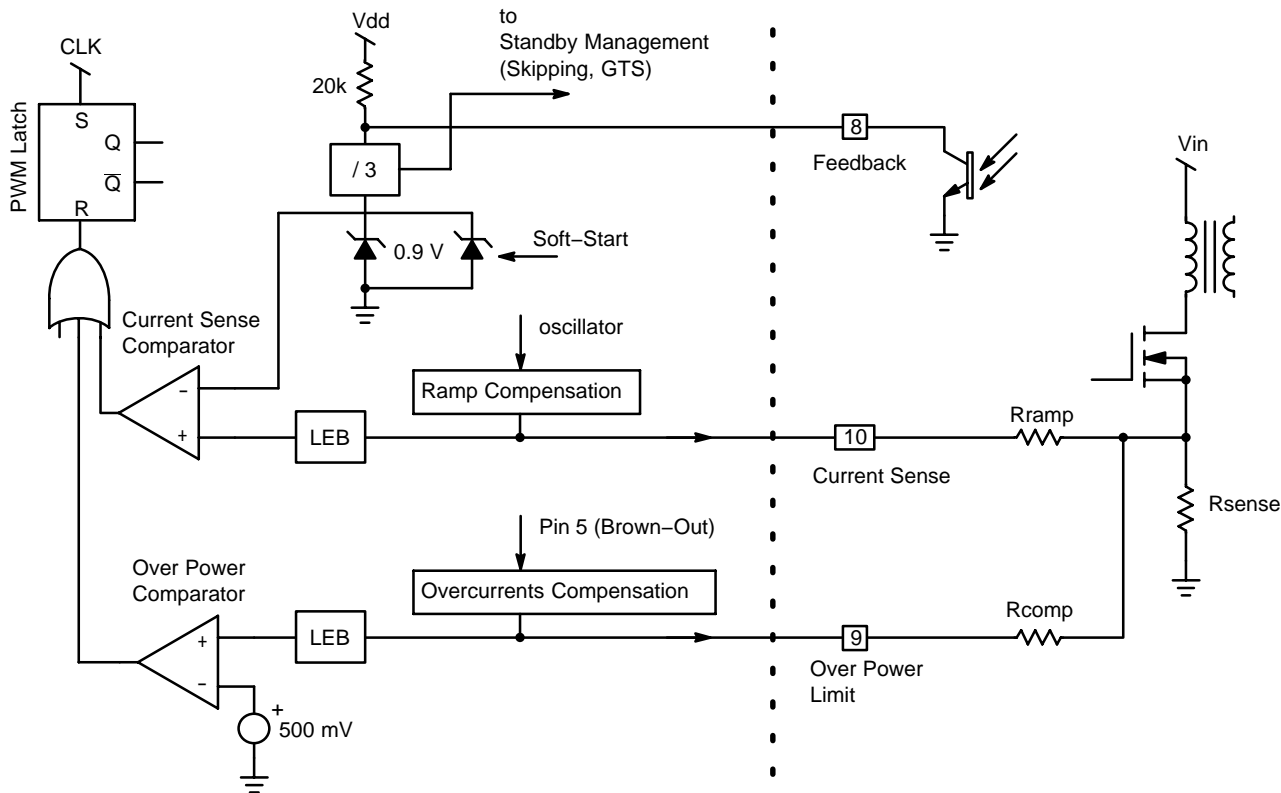 to
Standby Management
(Skipping, GTS)
Vdd
CLK
20k
PWM Latch
S
Q
Q̅
R
/ 3
8
Feedback
Vin
0.9 V
Soft−Start
Current Sense
Comparator
oscillator
Ramp Compensation
-
+
LEB
10
Current Sense
Rramp
Rsense
Pin 5 (Brown−Out)
Over Power
Comparator
Overcurrents Compensation
+
−
LEB
9
Over Power
Limit
Rcomp
+
500 mV